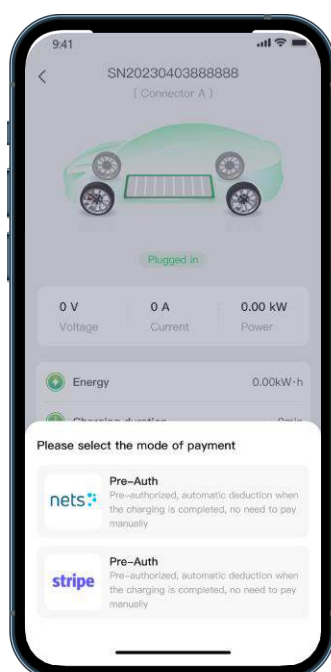 9:41
SN20230403888888
( Connector A )
Plugged in
0 V 0 A 0.00 kW
Voltage Current Power
Energy 0.00kW·h
Charging duration 0min
Please select the mode of payment
nets
Pre-Auth
Pre-authorized, automatic deduction when
the charging is completed, no need to pay
manually
stripe
Pre-Auth
Pre-authorized, automatic deduction when
the charging is completed, no need to pay
manually